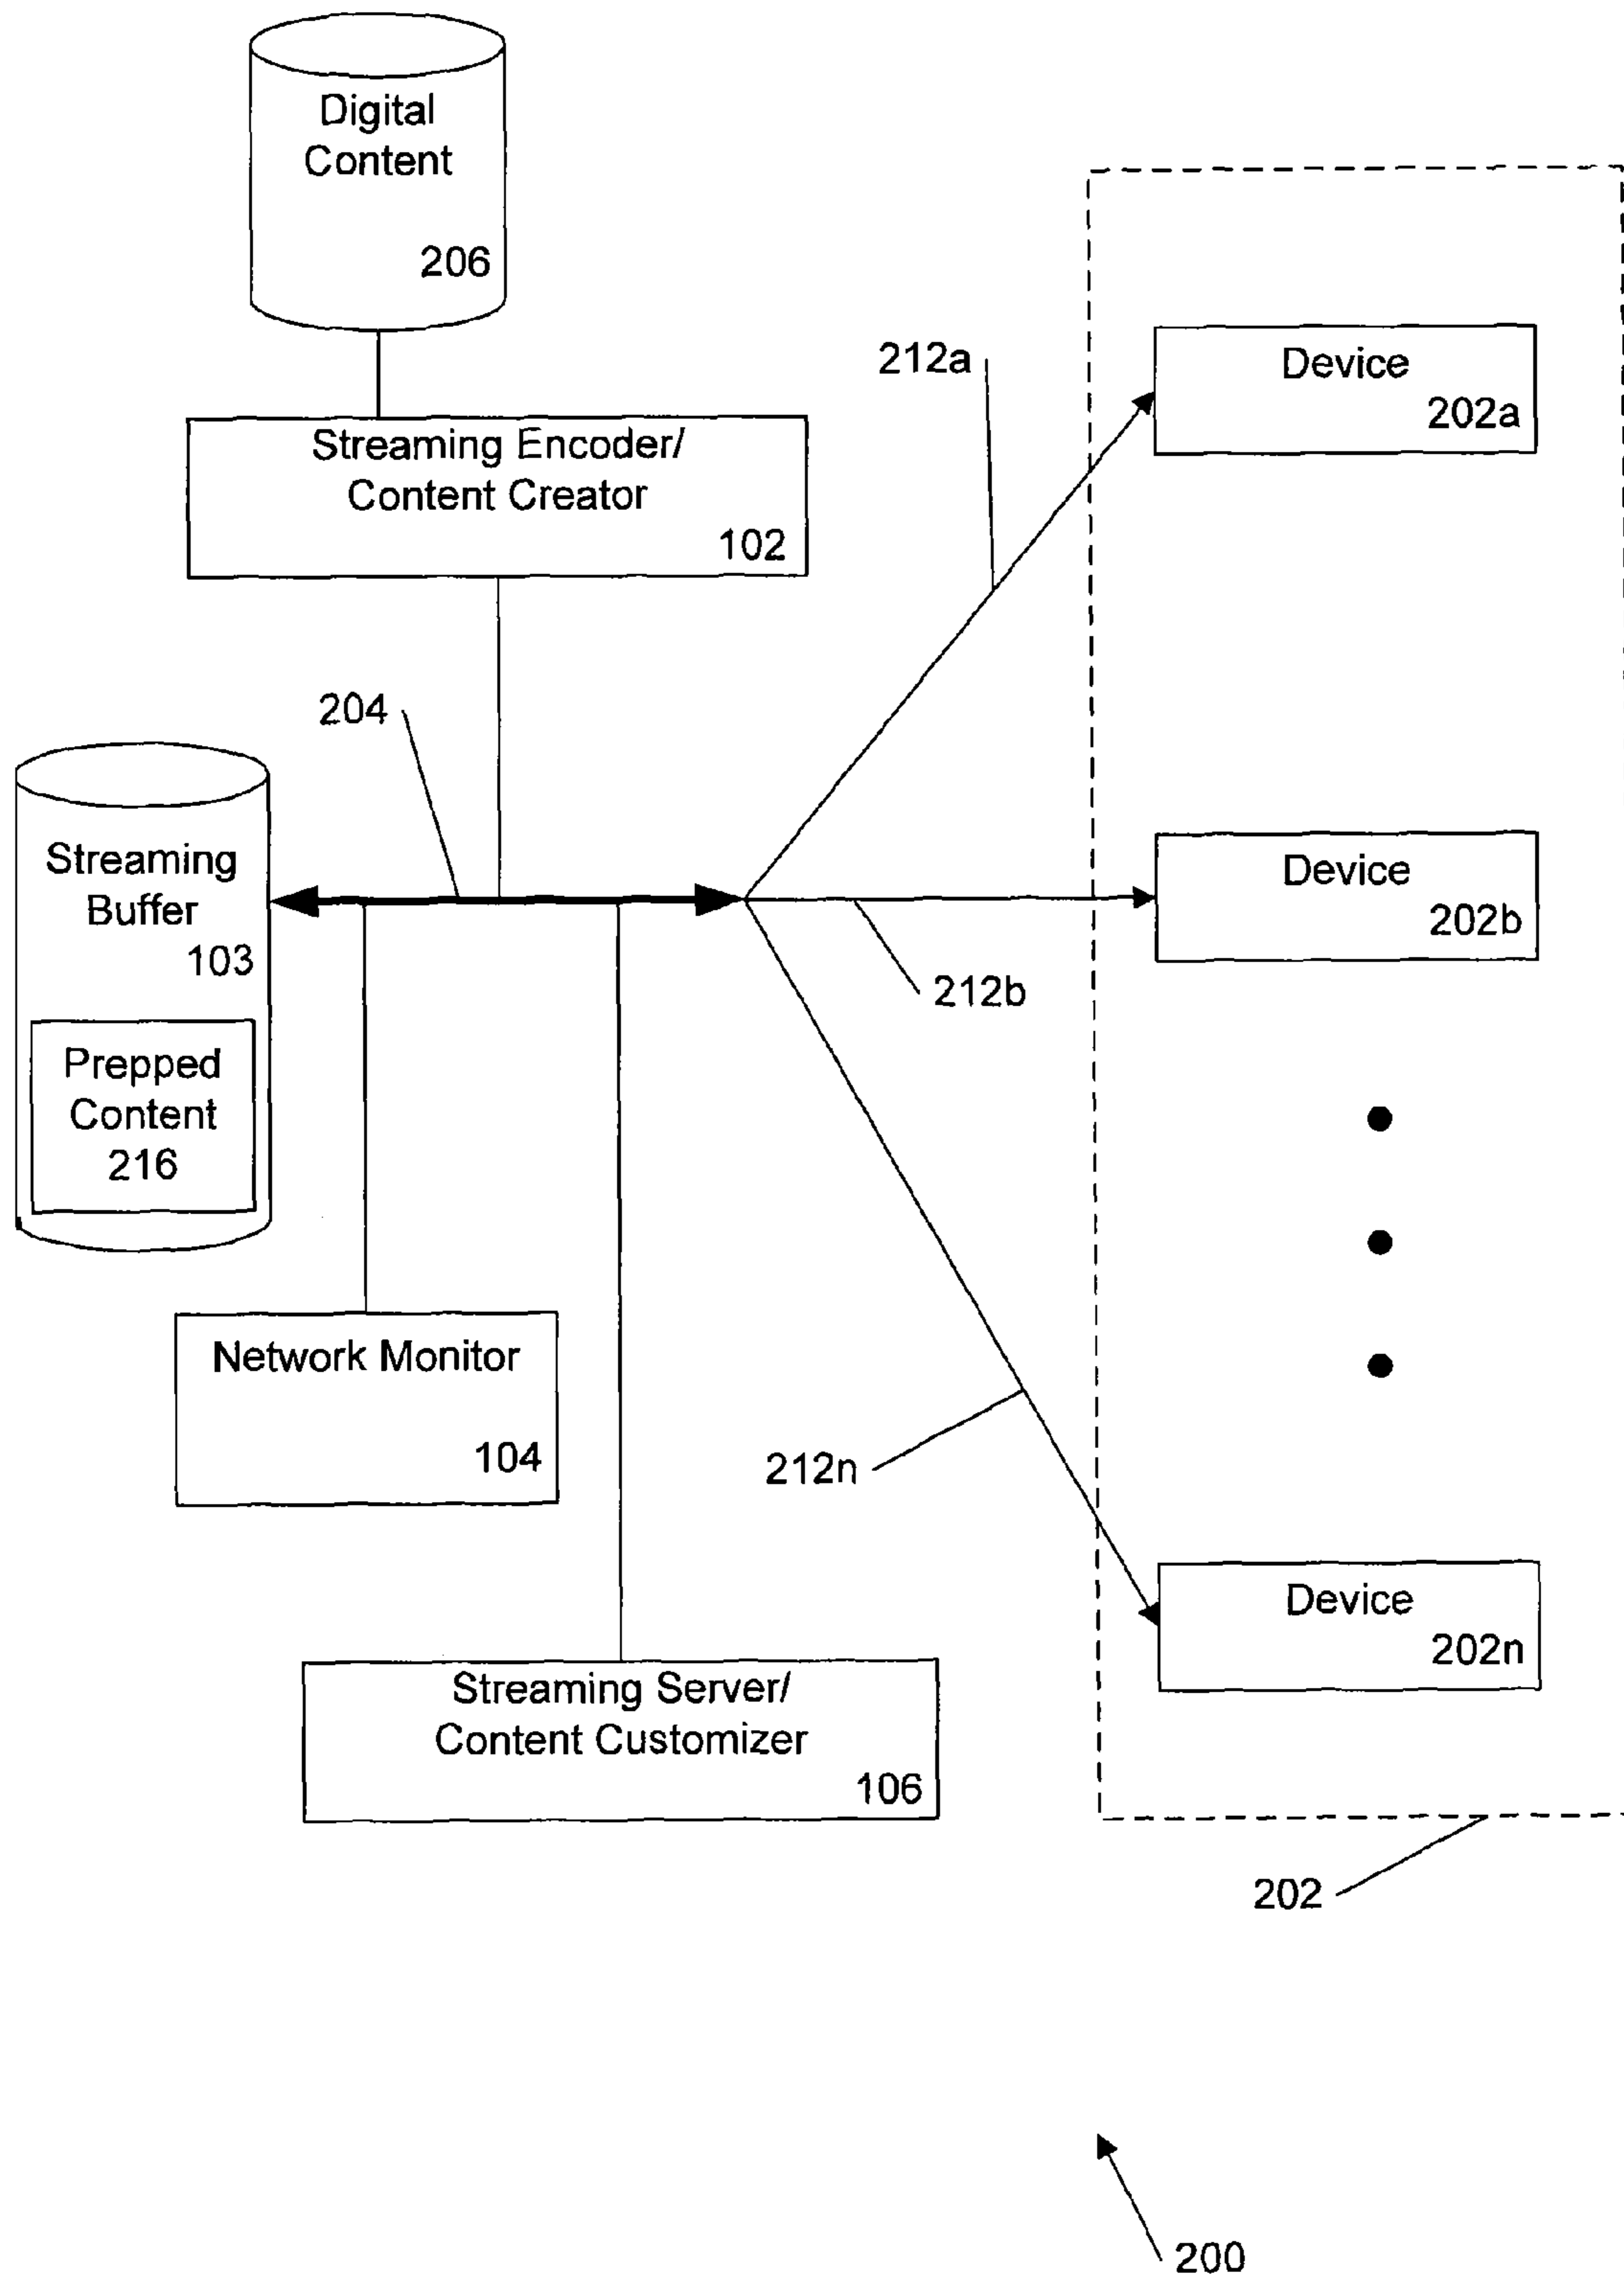 Digital
Content
206
212a
Device
202a
Streaming Encoder/
Content Creator
102
204
Streaming
Buffer
103
Device
202b
212b
Prepped
Content
216
Network Monitor
104
212n
Device
202n
Streaming Server/
Content Customizer
106
202
200